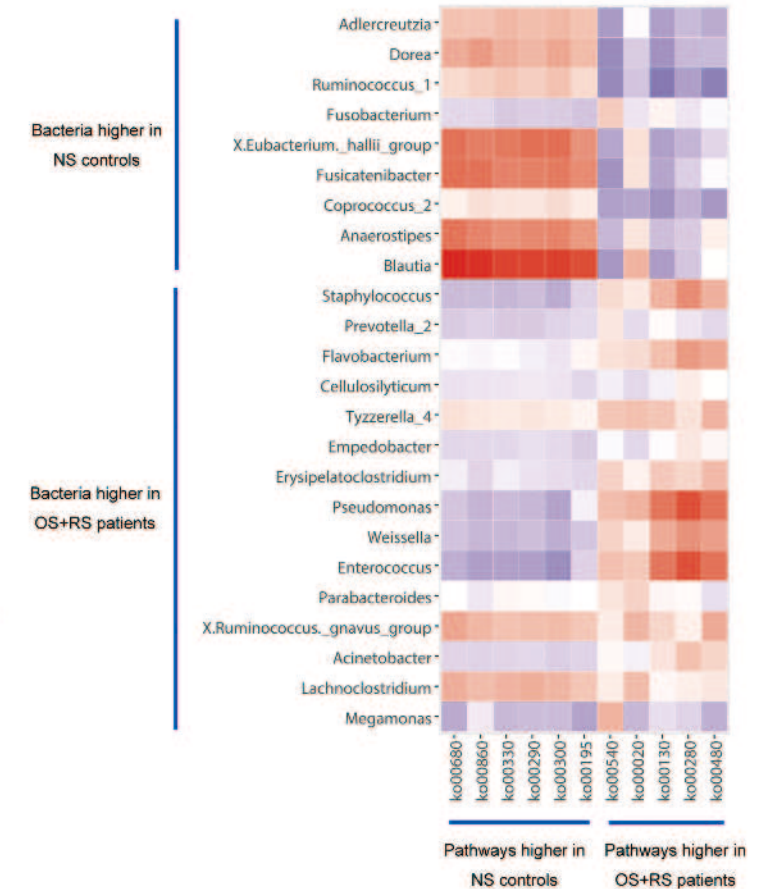 Adlercreutzia
Dorea
Ruminococcus_1
Fusobacterium
X.Eubacterium._hallii_group
Fusicatenibacter
Coprococcus_2
Anaerostipes
Blautia
Staphylococcus
Prevotella_2
Flavobacterium
Cellulosilyticum
Tyzzerella_4
Empedobacter
Erysipelatoclostridium
Pseudomonas
Weissella
Enterococcus
Parabacteroides
X.Ruminococcus._gnavus_group
Acinetobacter
Lachnoclostridium
Megamonas
Bacteria higher in
NS controls
Bacteria higher in
OS+RS patients
ko00680
ko00860
ko00330
ko00290
ko00300
ko00195
ko00540
ko00020
ko00130
ko00280
ko00480
Pathways higher in
NS controls
Pathways higher in
OS+RS patients